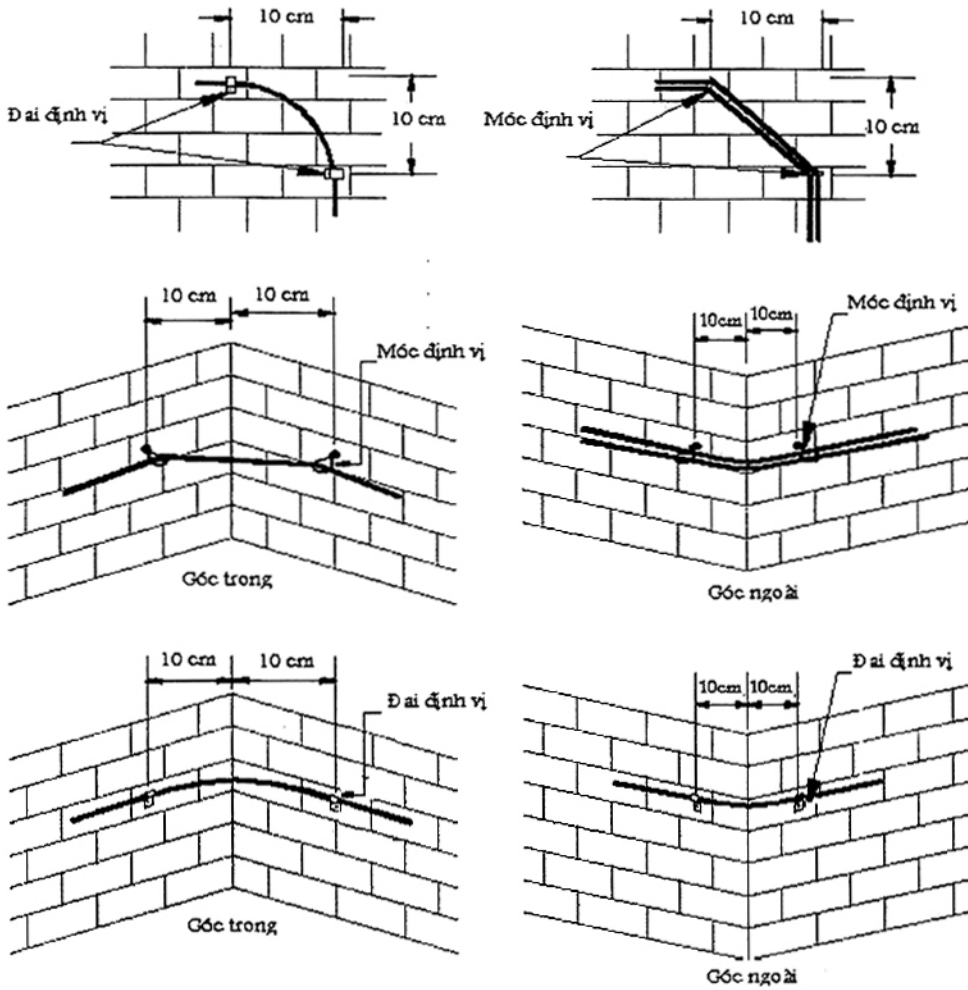 10 cm
10 cm
Đai định vị
10 cm
Móc định vị
10 cm
10 cm
10 cm
Móc định vị
10cm
10cm
Móc định vị
Góc trong
Góc ngoài
10 cm
10 cm
Đai định vị
10cm
10cm
Đai định vị
Góc trong
Góc ngoài